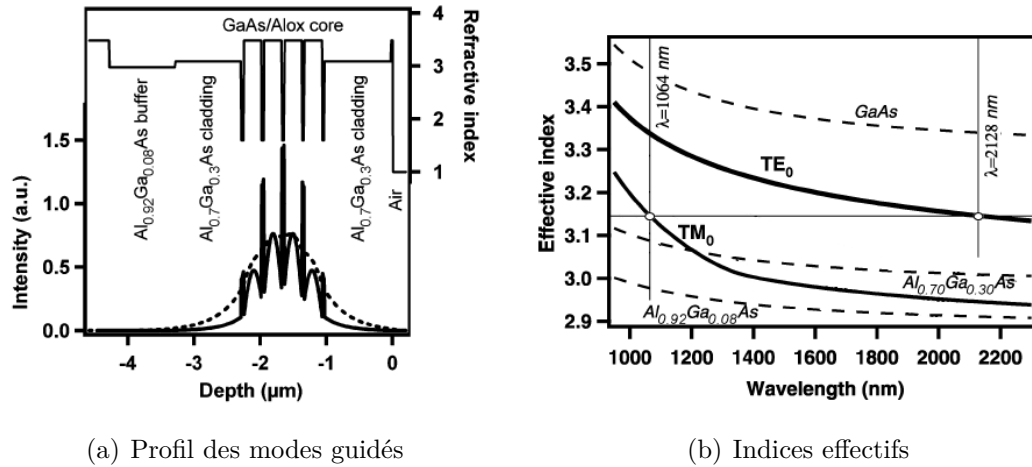 GaAs/Alox core
4
3
2
1
Refractive index
Al0.92Ga0.08As buffer
Al0.7Ga0.3As cladding
Al0.7Ga0.3As cladding
Air
1.5
1.0
0.5
0.0
Intensity (a.u.)
-4
-3
-2
-1
0
Depth (µm)
(a) Profil des modes guidés
3.5
3.4
3.3
3.2
3.1
3.0
2.9
Effective index
λ=1064 nm
GaAs
λ=2128 nm
TE0
TM0
Al0.70Ga0.30As
Al0.92Ga0.08As
1000
1200
1400
1600
1800
2000
2200
Wavelength (nm)
(b) Indices effectifs